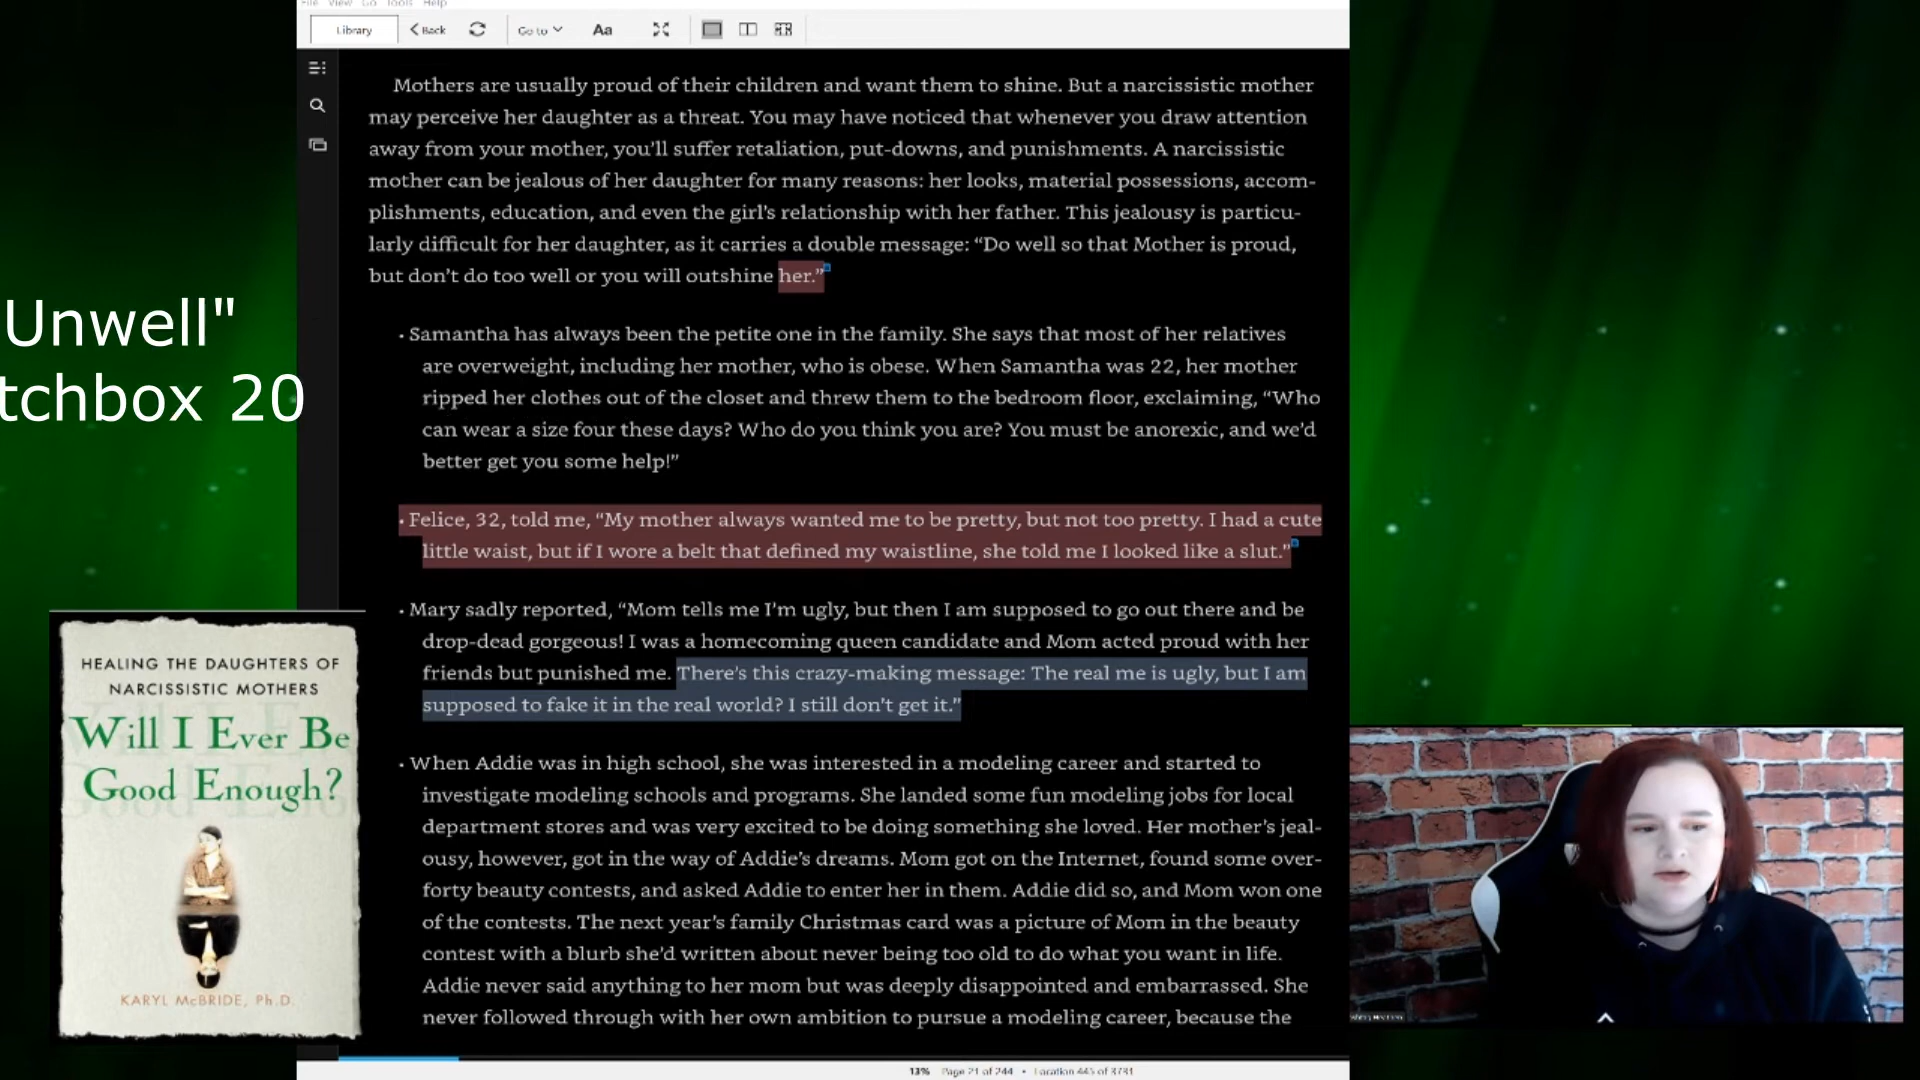 File View Go Tools Help
Library Back Go to Aa
Mothers are usually proud of their children and want them to shine. But a narcissistic mother
may perceive her daughter as a threat. You may have noticed that whenever you draw attention
away from your mother, you’ll suffer retaliation, put-downs, and punishments. A narcissistic
mother can be jealous of her daughter for many reasons: her looks, material possessions, accom-
plishments, education, and even the girl’s relationship with her father. This jealousy is particu-
larly difficult for her daughter, as it carries a double message: “Do well so that Mother is proud,
but don’t do too well or you will outshine her.”
• Samantha has always been the petite one in the family. She says that most of her relatives
are overweight, including her mother, who is obese. When Samantha was 22, her mother
ripped her clothes out of the closet and threw them to the bedroom floor, exclaiming, “Who
can wear a size four these days? Who do you think you are? You must be anorexic, and we’d
better get you some help!”
• Felice, 32, told me, “My mother always wanted me to be pretty, but not too pretty. I had a cute
little waist, but if I wore a belt that defined my waistline, she told me I looked like a slut.”
• Mary sadly reported, “Mom tells me I’m ugly, but then I am supposed to go out there and be
drop-dead gorgeous! I was a homecoming queen candidate and Mom acted proud with her
friends but punished me. There’s this crazy-making message: The real me is ugly, but I am
supposed to fake it in the real world? I still don’t get it.”
• When Addie was in high school, she was interested in a modeling career and started to
investigate modeling schools and programs. She landed some fun modeling jobs for local
department stores and was very excited to be doing something she loved. Her mother’s jeal-
ousy, however, got in the way of Addie’s dreams. Mom got on the Internet, found some over-
forty beauty contests, and asked Addie to enter her in them. Addie did so, and Mom won one
of the contests. The next year’s family Christmas card was a picture of Mom in the beauty
contest with a blurb she’d written about never being too old to do what you want in life.
Addie never said anything to her mom but was deeply disappointed and embarrassed. She
never followed through with her own ambition to pursue a modeling career, because the
13% Page 21 of 244 • Location 445 of 3731
Unwell"
tchbox 20
HEALING THE DAUGHTERS OF
NARCISSISTIC MOTHERS
Will I Ever Be
Good Enough?
KARYL McBRIDE, Ph.D.